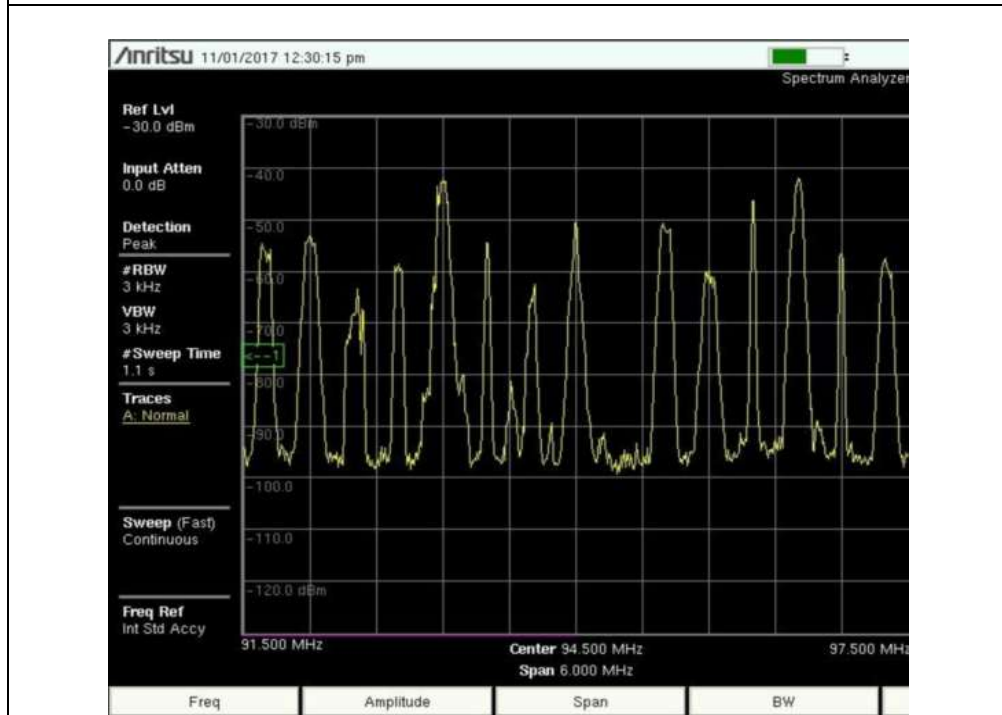 Anritsu 11/01/2017 12:30:15 pm
Spectrum Analyzer
Ref Lvl
-30.0 dBm
Input Atten
0.0 dB
Detection
Peak
#RBW
3 kHz
VBW
3 kHz
#Sweep Time
1.1 s
Traces
A: Normal
Sweep (Fast)
Continuous
Freq Ref
Int Std Accy
-30.0 dBm
-40.0
-50.0
-60.0
-70.0
<--1
-80.0
-90.0
-100.0
-110.0
-120.0 dBm
91.500 MHz
Center 94.500 MHz
97.500 MHz
Span 6.000 MHz
Freq
Amplitude
Span
BW